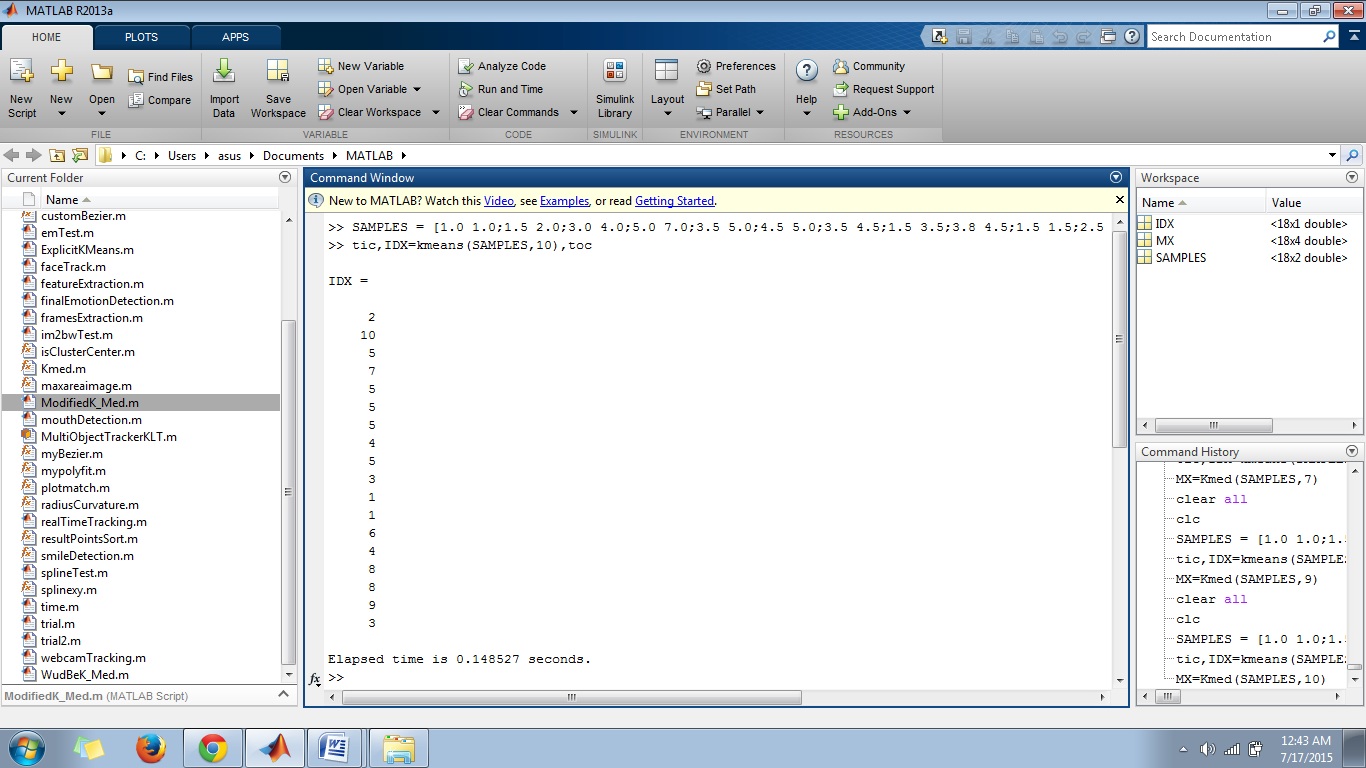 MATLAB R2013a
HOME PLOTS APPS
Search Documentation
New Script
New
Open
Find Files
Compare
FILE
Import Data
Save Workspace
New Variable
Open Variable
Clear Workspace
VARIABLE
Analyze Code
Run and Time
Clear Commands
CODE
Simulink Library
SIMULINK
Layout
Preferences
Set Path
Parallel
ENVIRONMENT
Help
Community
Request Support
Add-Ons
RESOURCES
C: Users asus Documents MATLAB
Current Folder
Name
customBezier.m
emTest.m
ExplicitKMeans.m
faceTrack.m
featureExtraction.m
finalEmotionDetection.m
framesExtraction.m
im2bwTest.m
isClusterCenter.m
Kmed.m
maxareaimage.m
ModifiedK_Med.m
mouthDetection.m
MultiObjectTrackerKLT.m
myBezier.m
mypolyfit.m
plotmatch.m
radiusCurvature.m
realTimeTracking.m
resultPointsSort.m
smileDetection.m
splineTest.m
splinexy.m
time.m
trial.m
trial2.m
webcamTracking.m
WudBeK_Med.m
ModifiedK_Med.m (MATLAB Script)
Command Window
New to MATLAB? Watch this Video, see Examples, or read Getting Started.
>> SAMPLES = [1.0 1.0;1.5 2.0;3.0 4.0;5.0 7.0;3.5 5.0;4.5 5.0;3.5 4.5;1.5 3.5;3.8 4.5;1.5 1.5;2.5
>> tic,IDX=kmeans(SAMPLES,10),toc
IDX =
2
10
5
7
5
5
5
4
5
3
1
1
6
4
8
8
9
3
Elapsed time is 0.148527 seconds.
fx >>
Workspace
Name Value
IDX <18x1 double>
MX <18x4 double>
SAMPLES <18x2 double>
Command History
MX=Kmed(SAMPLES,7)
clear all
clc
SAMPLES = [1.0 1.0;1.
tic,IDX=kmeans(SAMPLE
MX=Kmed(SAMPLES,9)
clear all
clc
SAMPLES = [1.0 1.0;1.
tic,IDX=kmeans(SAMPLE
MX=Kmed(SAMPLES,10)
12:43 AM
7/17/2015